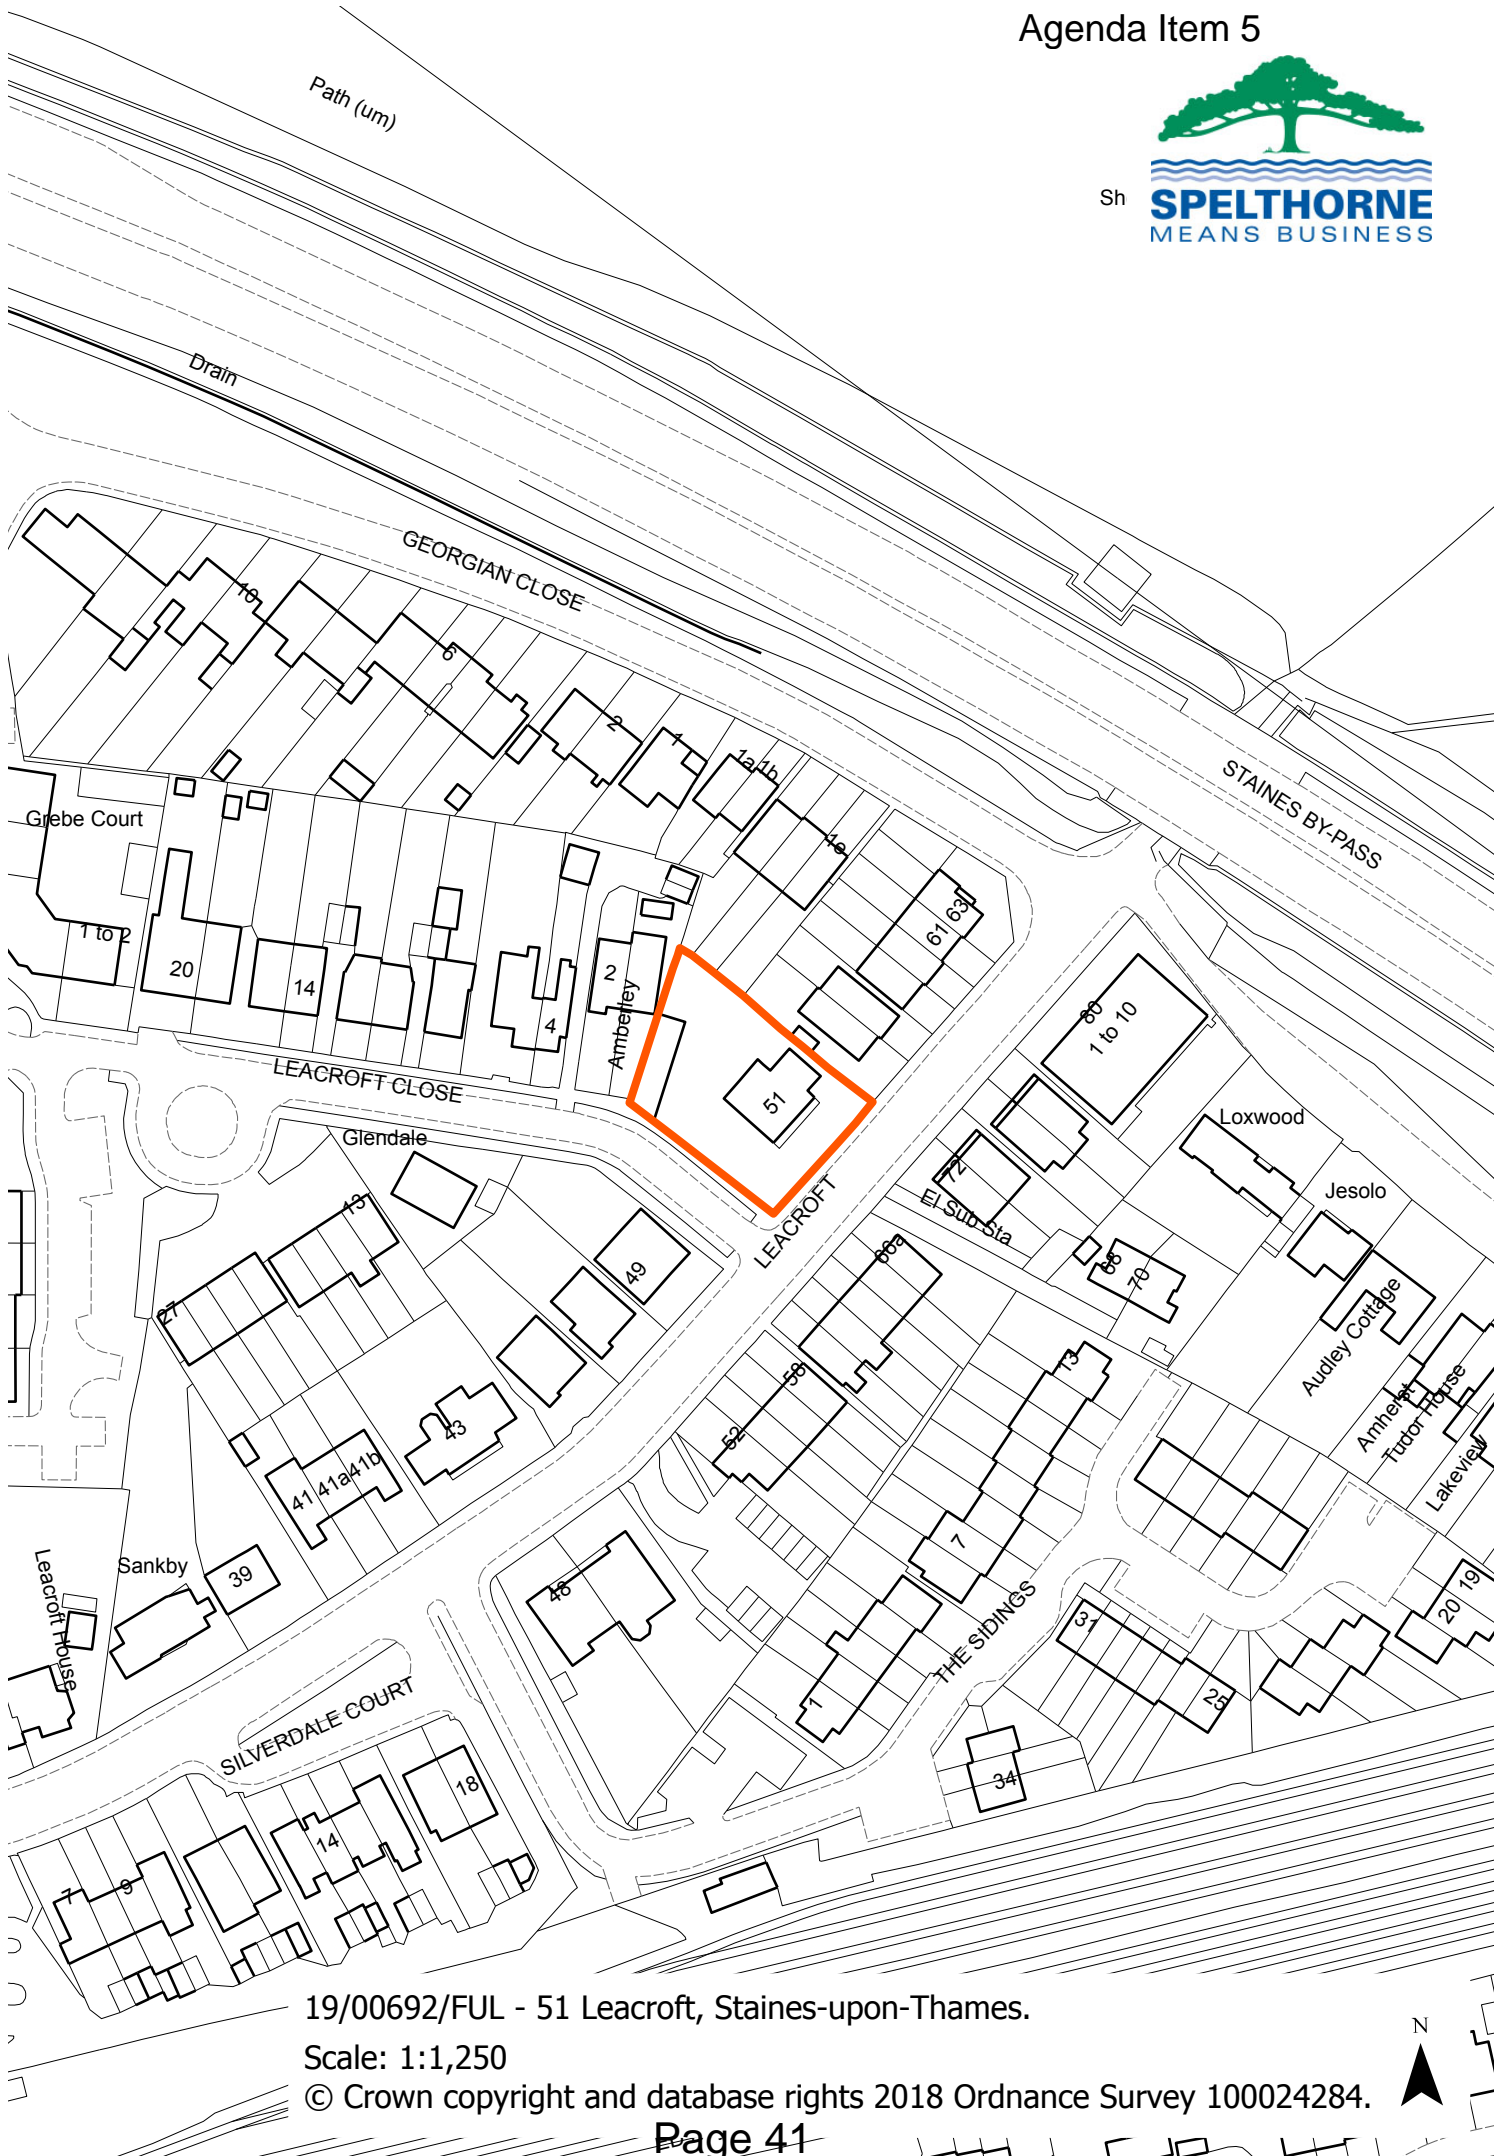 Agenda Item 5
Path (um)
Sh
SPELTHORNE
MEANS BUSINESS
Drain
GEORGIAN CLOSE
10
6
2
1
1a 1b
1e
STAINES BY-PASS
Grebe Court
1 to 2
20
14
4
2
Amberley
61 63
80
1 to 10
51
LEACROFT CLOSE
Glendale
LEACROFT
72
El Sub Sta
Loxwood
Jesolo
13
27
49
66a
68
70
Audley Cottage
Amherst
Tudor House
Lakeview
43
41 41a 41b
52
58
13
7
Sankby
39
Leacroft House
48
1
THE SIDINGS
31
25
19
20
34
SILVERDALE COURT
18
14
7
9
19/00692/FUL - 51 Leacroft, Staines-upon-Thames.
Scale: 1:1,250
© Crown copyright and database rights 2018 Ordnance Survey 100024284.
N
Page 41